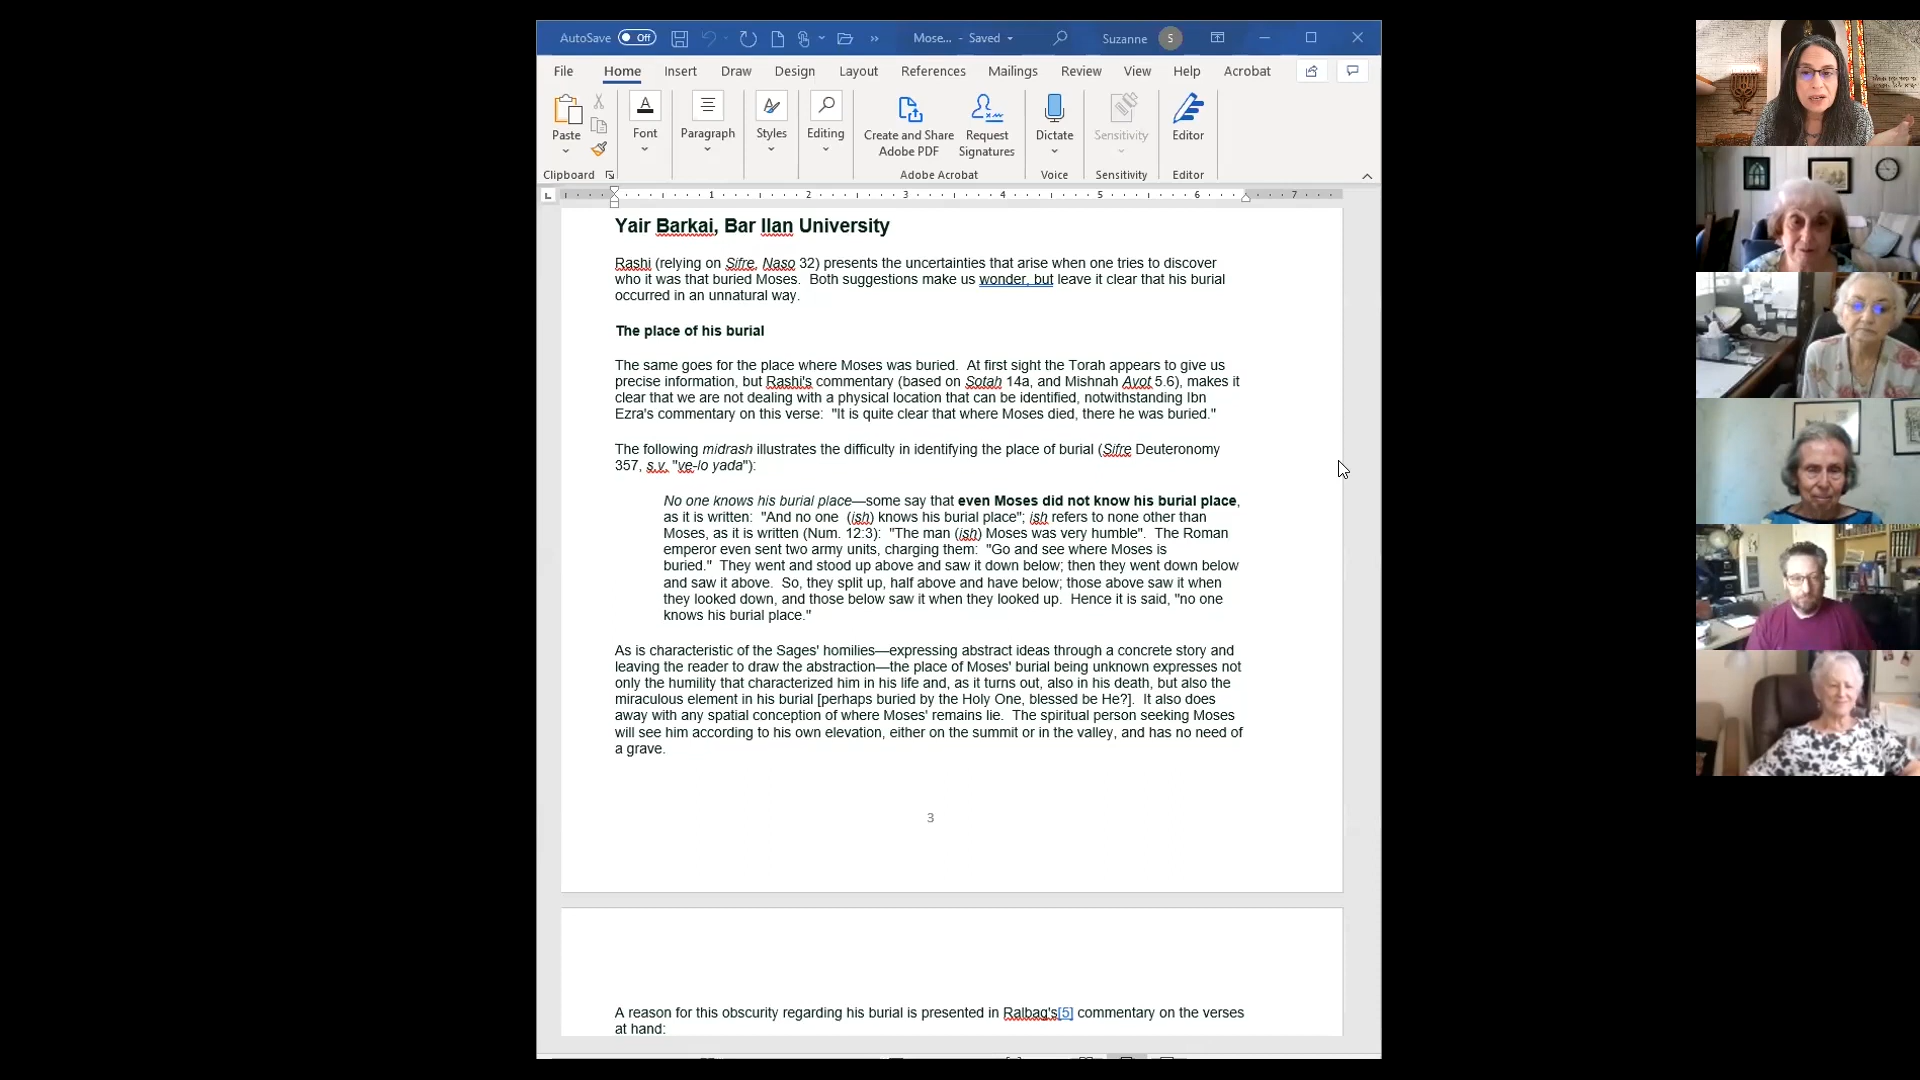 AutoSave Off Mose... - Saved Suzanne S
File Home Insert Draw Design Layout References Mailings Review View Help Acrobat
Paste Font Paragraph Styles Editing Create and Share Adobe PDF Request Signatures Dictate Sensitivity Editor
Clipboard Adobe Acrobat Voice Sensitivity Editor
1 2 3 4 5 6 7
Yair Barkai, Bar Ilan University
Rashi (relying on Sifre, Naso 32) presents the uncertainties that arise when one tries to discover
who it was that buried Moses. Both suggestions make us wonder, but leave it clear that his burial
occurred in an unnatural way.
The place of his burial
The same goes for the place where Moses was buried. At first sight the Torah appears to give us
precise information, but Rashi's commentary (based on Sotah 14a, and Mishnah Avot 5.6), makes it
clear that we are not dealing with a physical location that can be identified, notwithstanding Ibn
Ezra's commentary on this verse: "It is quite clear that where Moses died, there he was buried."
The following midrash illustrates the difficulty in identifying the place of burial (Sifre Deuteronomy
357, s.v. "ve-lo yada"):
No one knows his burial place—some say that even Moses did not know his burial place,
as it is written: "And no one (ish) knows his burial place"; ish refers to none other than
Moses, as it is written (Num. 12:3): "The man (ish) Moses was very humble". The Roman
emperor even sent two army units, charging them: "Go and see where Moses is
buried." They went and stood up above and saw it down below; then they went down below
and saw it above. So, they split up, half above and have below; those above saw it when
they looked down, and those below saw it when they looked up. Hence it is said, "no one
knows his burial place."
As is characteristic of the Sages' homilies—expressing abstract ideas through a concrete story and
leaving the reader to draw the abstraction—the place of Moses' burial being unknown expresses not
only the humility that characterized him in his life and, as it turns out, also in his death, but also the
miraculous element in his burial [perhaps buried by the Holy One, blessed be He?]. It also does
away with any spatial conception of where Moses' remains lie. The spiritual person seeking Moses
will see him according to his own elevation, either on the summit or in the valley, and has no need of
a grave.
3
A reason for this obscurity regarding his burial is presented in Ralbag's[5] commentary on the verses
at hand: